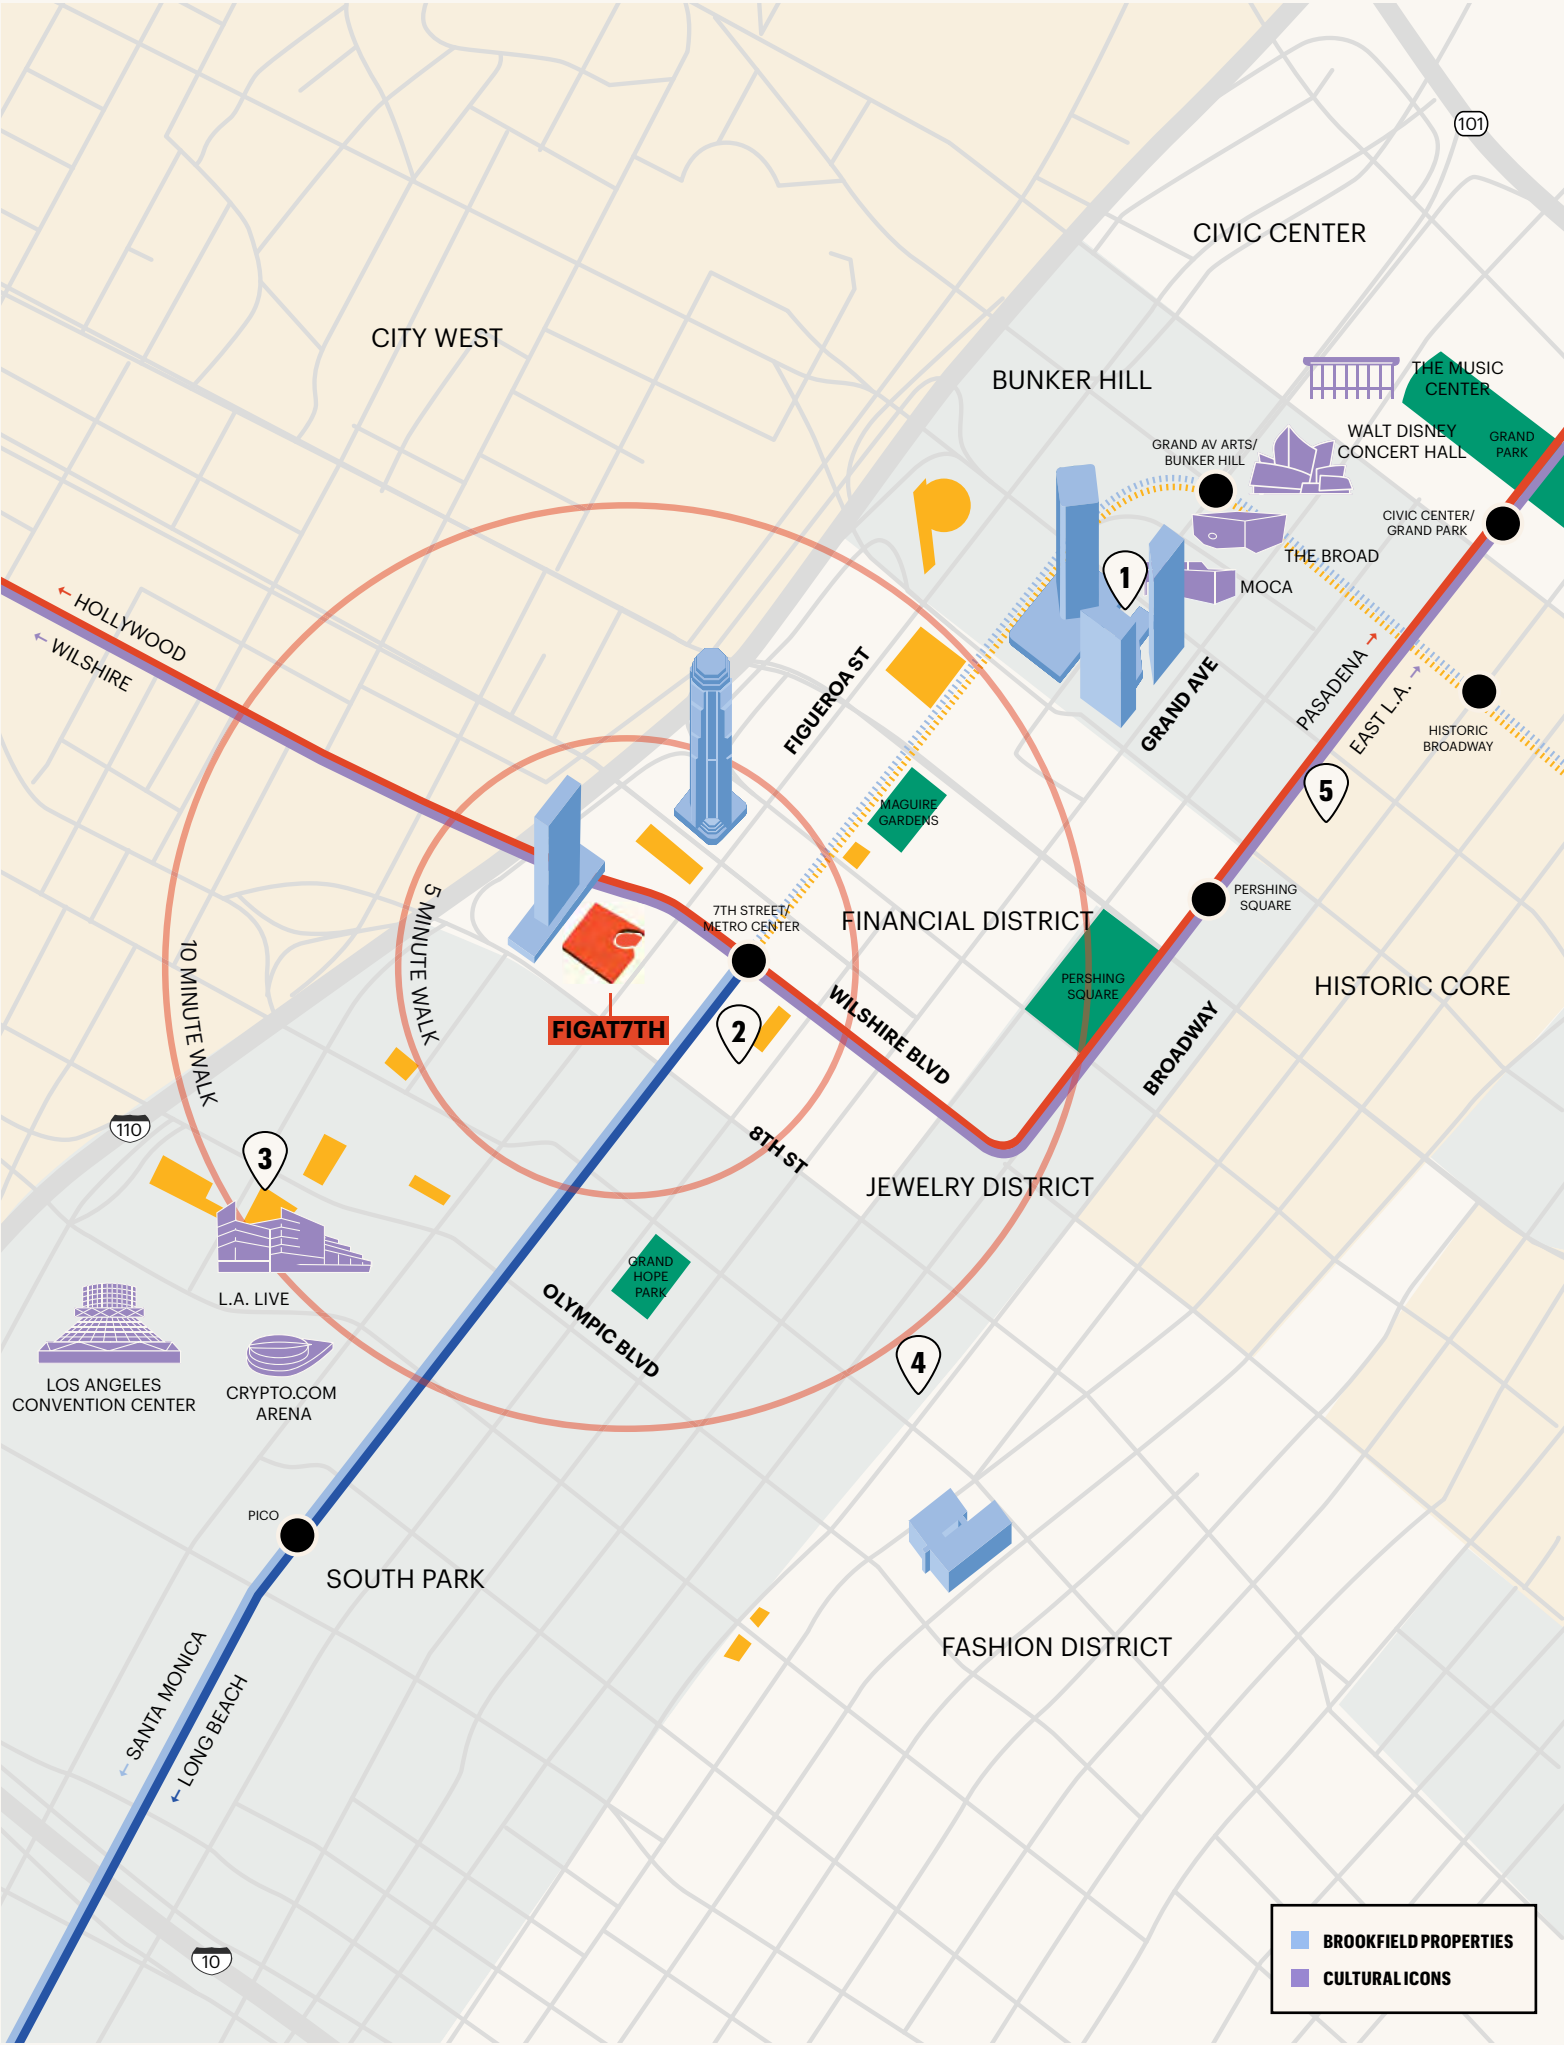 101
CIVIC CENTER
CITY WEST
BUNKER HILL
THE MUSIC
CENTER
WALT DISNEY
CONCERT HALL
GRAND
PARK
GRAND AV ARTS/
BUNKER HILL
CIVIC CENTER/
GRAND PARK
THE BROAD
1
MOCA
HOLLYWOOD
WILSHIRE
FIGUEROA ST
GRAND AVE
PASADENA
EAST L.A.
HISTORIC
BROADWAY
5
MAGUIRE
GARDENS
5 MINUTE WALK
10 MINUTE WALK
7TH STREET/
METRO CENTER
FINANCIAL DISTRICT
PERSHING
SQUARE
PERSHING
SQUARE
HISTORIC CORE
FIGAT7TH
2
WILSHIRE BLVD
BROADWAY
110
3
8TH ST
JEWELRY DISTRICT
GRAND
HOPE
PARK
L.A. LIVE
OLYMPIC BLVD
4
LOS ANGELES
CONVENTION CENTER
CRYPTO.COM
ARENA
PICO
SOUTH PARK
FASHION DISTRICT
SANTA MONICA
LONG BEACH
10
BROOKFIELD PROPERTIES
CULTURAL ICONS